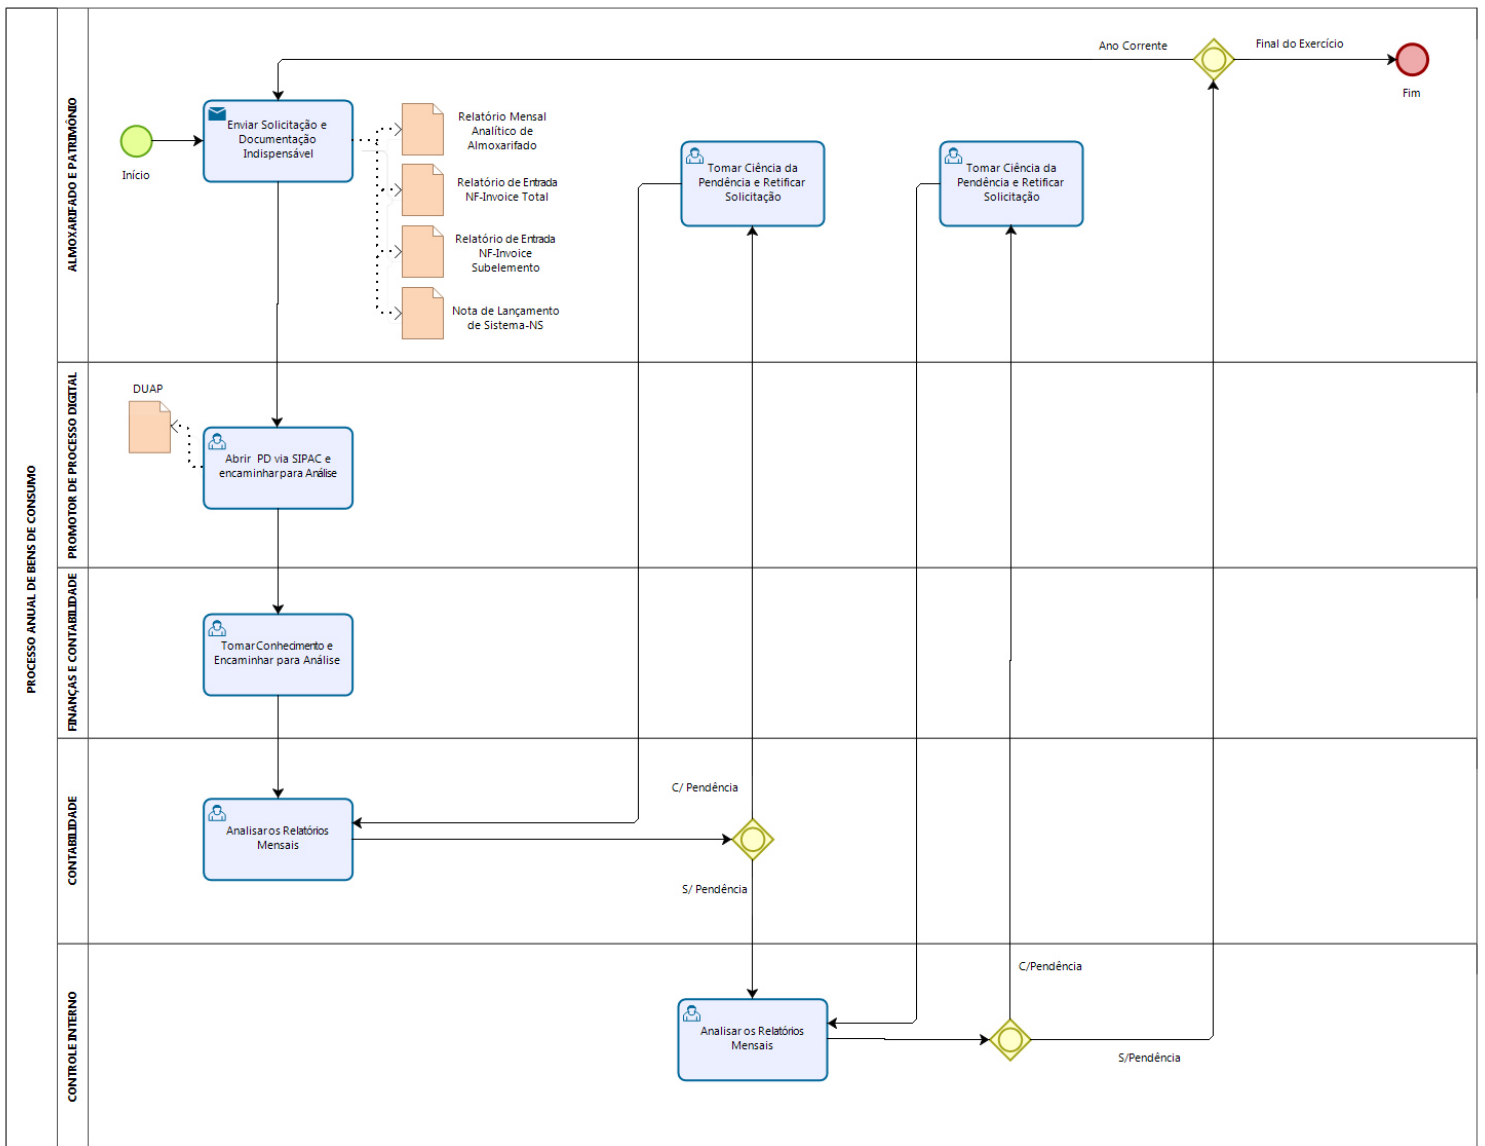 PROCESSO ANUAL DE BENS DE CONSUMO
ALMOXARIFADO E PATRIMÔNIO
Ano Corrente
Final do Exercício
Fim
Início
Enviar Solicitação e
Documentação
Indispensável
Relatório Mensal
Analítico de
Almoxarifado
Relatório de Entrada
NF-Invoice Total
Relatório de Entrada
NF-Invoice
Subelemento
Nota de Lançamento
de Sistema-NS
Tomar Ciência da
Pendência e Retificar
Solicitação
Tomar Ciência da
Pendência e Retificar
Solicitação
PROMOTOR DE PROCESSO DIGITAL
DUAP
Abrir PD via SIPAC e
encaminhar para Análise
FINANÇAS E CONTABILIDADE
Tomar Conhecimento e
Encaminhar para Análise
CONTABILIDADE
Analisar os Relatórios
Mensais
C/ Pendência
S/ Pendência
CONTROLE INTERNO
Analisar os Relatórios
Mensais
C/Pendência
S/Pendência